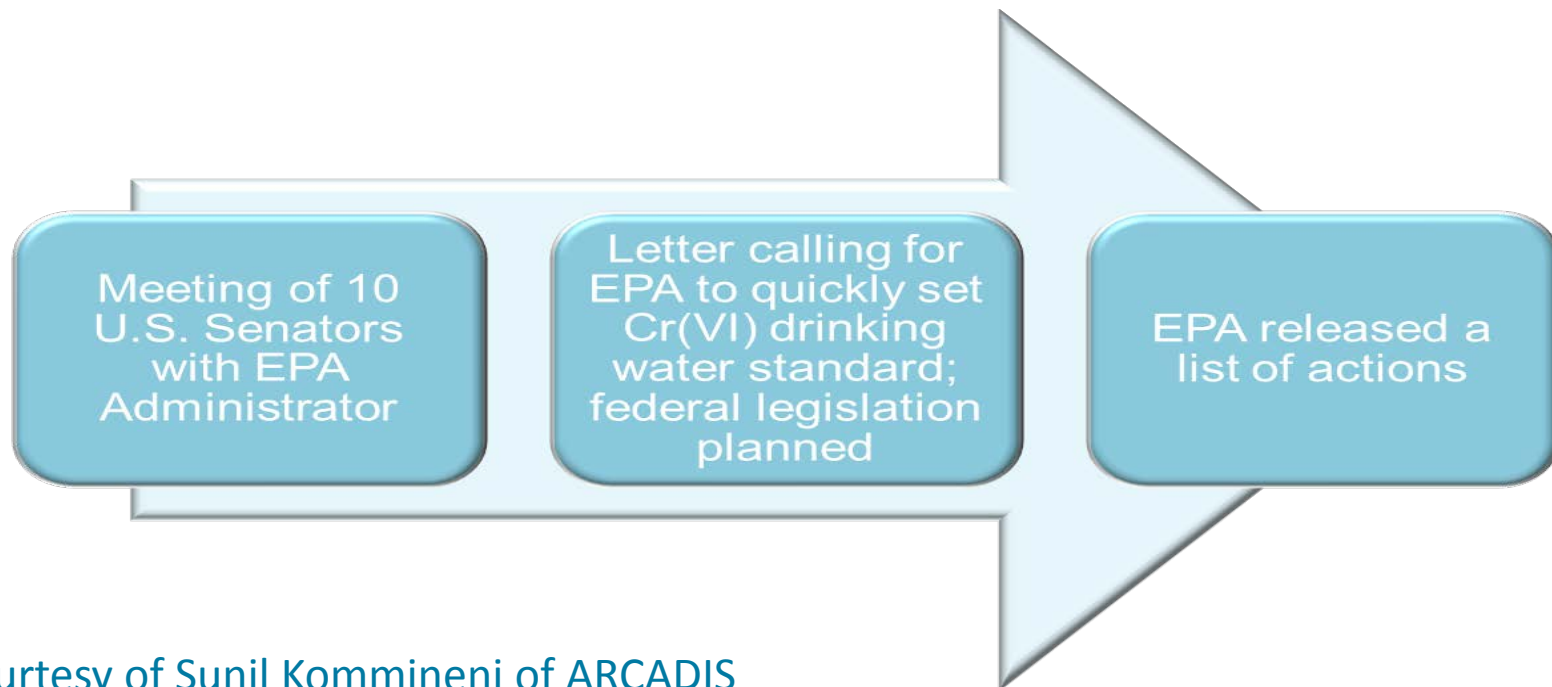 Meeting of 10
U.S. Senators
with EPA
Administrator
Letter calling for
EPA to quickly set
Cr(VI) drinking
water standard;
federal legislation
planned
EPA released a
list of actions
urtesy of Sunil Kommineni of ARCADIS